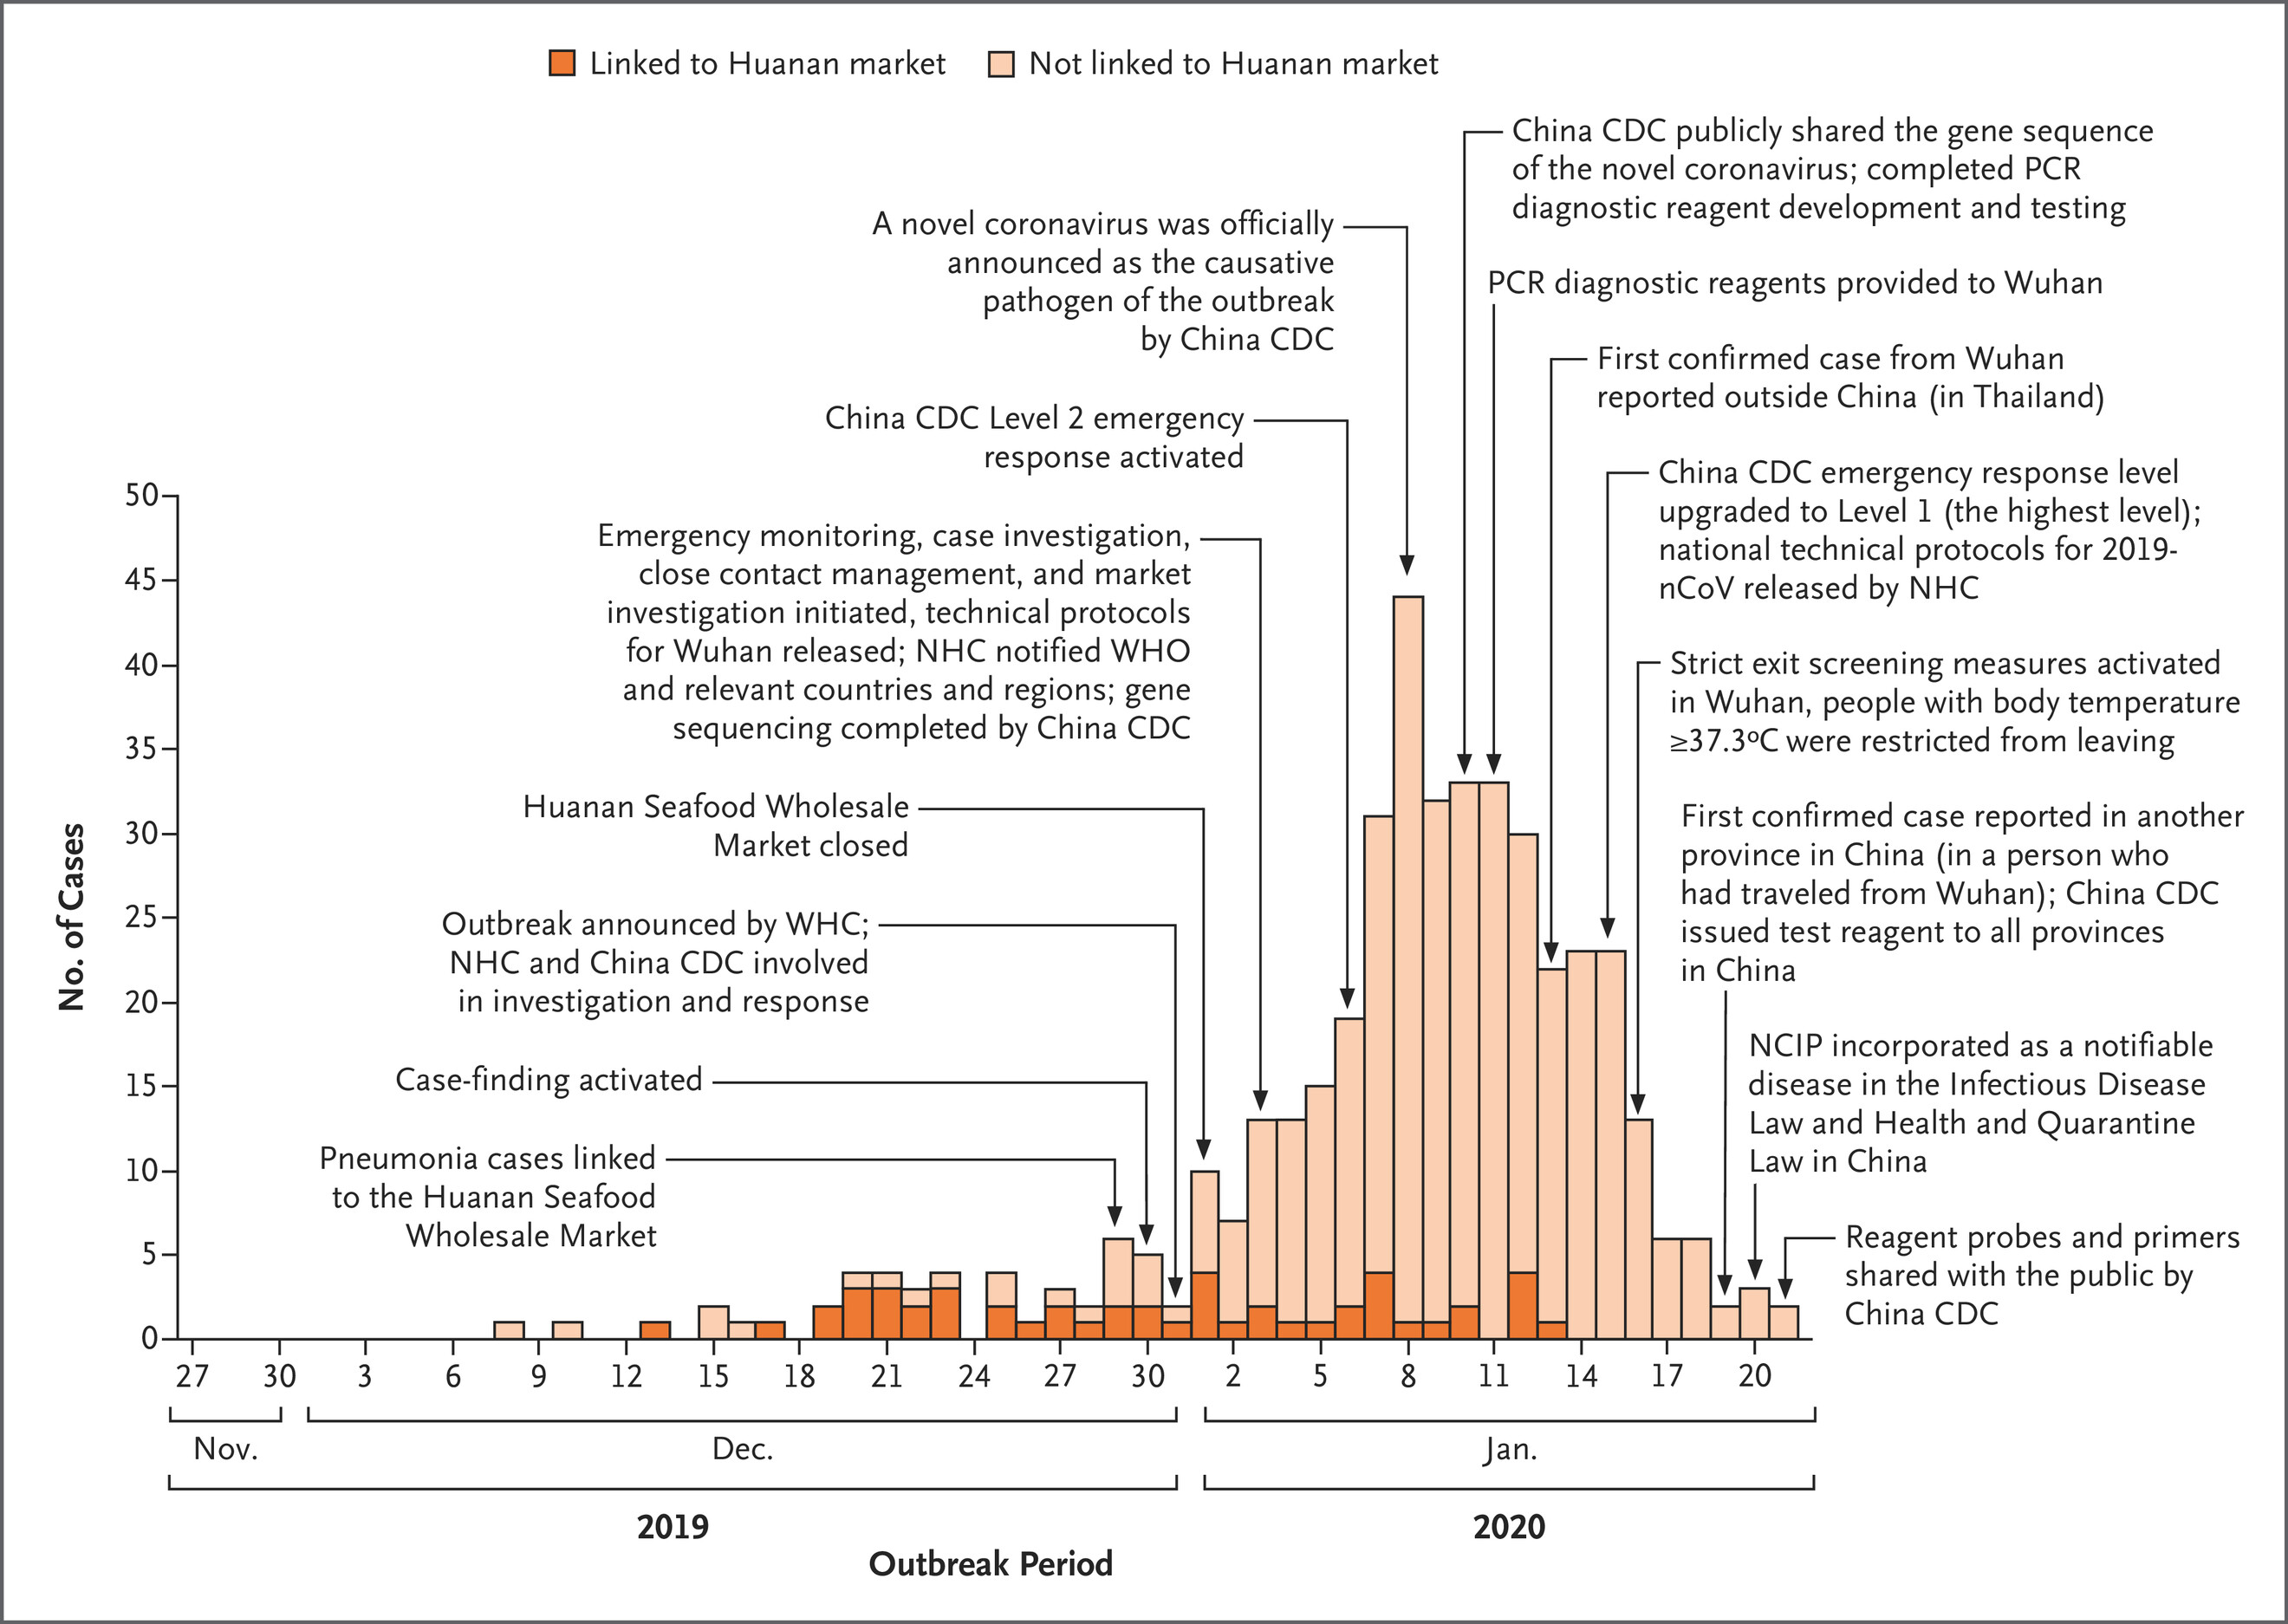 Linked to Huanan market
Not linked to Huanan market
China CDC publicly shared the gene sequence
of the novel coronavirus; completed PCR
diagnostic reagent development and testing
A novel coronavirus was officially
announced as the causative
pathogen of the outbreak
by China CDC
PCR diagnostic reagents provided to Wuhan
First confirmed case from Wuhan
reported outside China (in Thailand)
China CDC Level 2 emergency
response activated
China CDC emergency response level
upgraded to Level 1 (the highest level);
national technical protocols for 2019-
nCoV released by NHC
Emergency monitoring, case investigation,
close contact management, and market
investigation initiated, technical protocols
for Wuhan released; NHC notified WHO
and relevant countries and regions; gene
sequencing completed by China CDC
Strict exit screening measures activated
in Wuhan, people with body temperature
≥37.3°C were restricted from leaving
Huanan Seafood Wholesale
Market closed
First confirmed case reported in another
province in China (in a person who
had traveled from Wuhan); China CDC
issued test reagent to all provinces
in China
Outbreak announced by WHC;
NHC and China CDC involved
in investigation and response
NCIP incorporated as a notifiable
disease in the Infectious Disease
Law and Health and Quarantine
Law in China
Case-finding activated
Pneumonia cases linked
to the Huanan Seafood
Wholesale Market
Reagent probes and primers
shared with the public by
China CDC
No. of Cases
50
45
40
35
30
25
20
15
10
5
0
27 30 3 6 9 12 15 18 21 24 27 30 2 5 8 11 14 17 20
Nov. Dec. Jan.
2019 2020
Outbreak Period